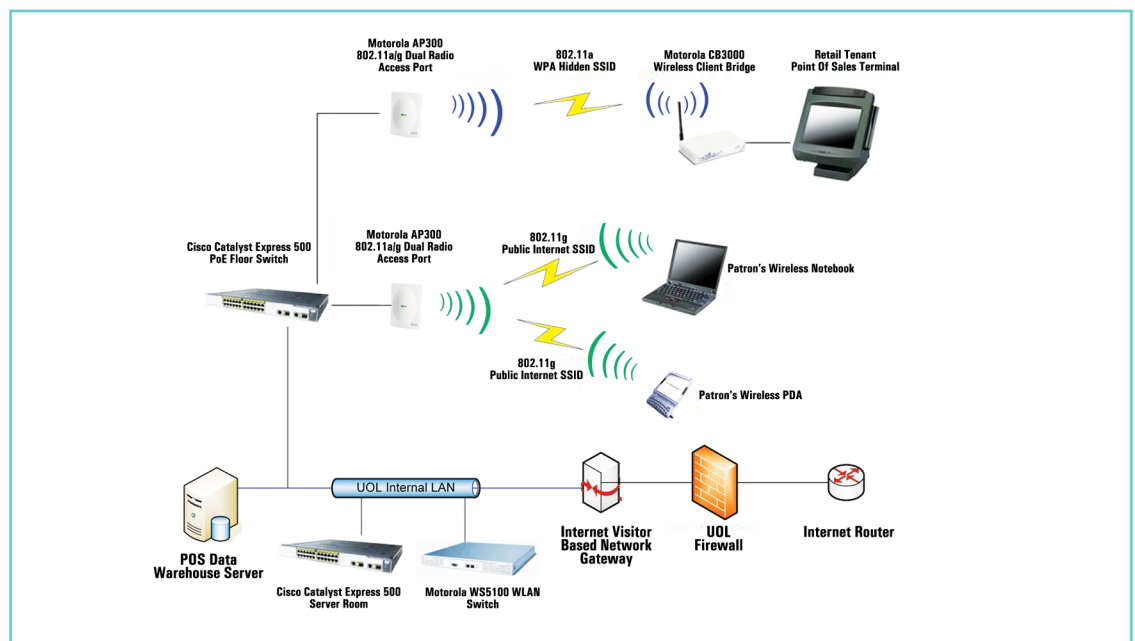 Motorola AP300
802.11a/g Dual Radio
Access Port
802.11a
WPA Hidden SSID
Motorola CB3000
Wireless Client Bridge
Retail Tenant
Point Of Sales Terminal
Cisco Catalyst Express 500
PoE Floor Switch
Motorola AP300
802.11a/g Dual Radio
Access Port
802.11g
Public Internet SSID
Patron's Wireless Notebook
802.11g
Public Internet SSID
Patron's Wireless PDA
UOL Internal LAN
POS Data
Warehouse Server
Cisco Catalyst Express 500
Server Room
Motorola WS5100 WLAN
Switch
Internet Visitor
Based Network
Gateway
UOL
Firewall
Internet Router